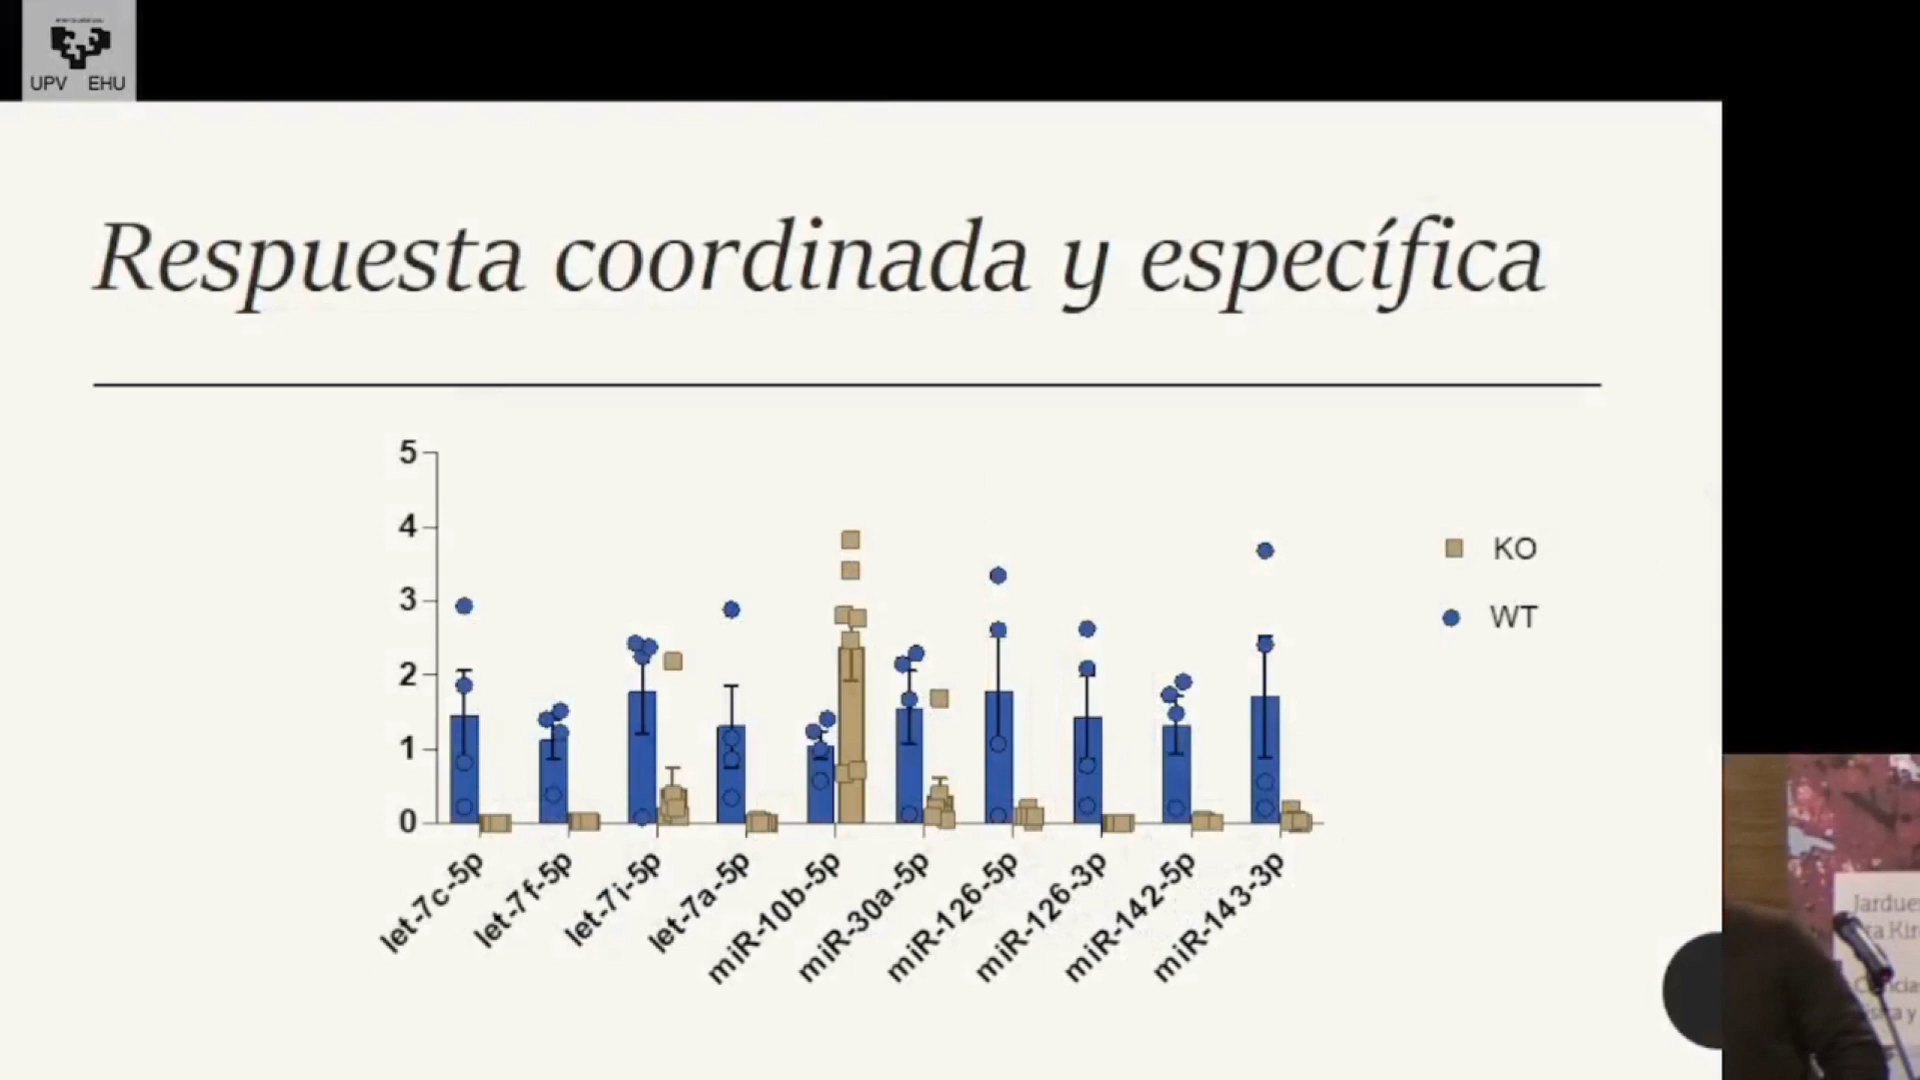 UPV EHU
Respuesta coordinada y específica
5
4
3
2
1
0
KO
WT
let-7c-5p
let-7f-5p
let-7i-5p
let-7a-5p
miR-10b-5p
miR-30a-5p
miR-126-5p
miR-126-3p
miR-142-5p
miR-143-3p